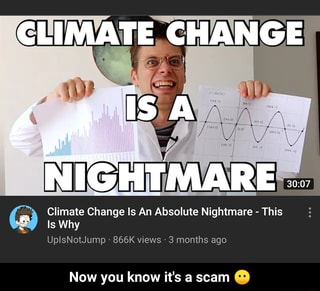 CLIMATE CHANGE
IS A
NIGHTMARE
30:07
Climate Change Is An Absolute Nightmare - This
Is Why
UpIsNotJump · 866K views · 3 months ago
Now you know it's a scam 😶